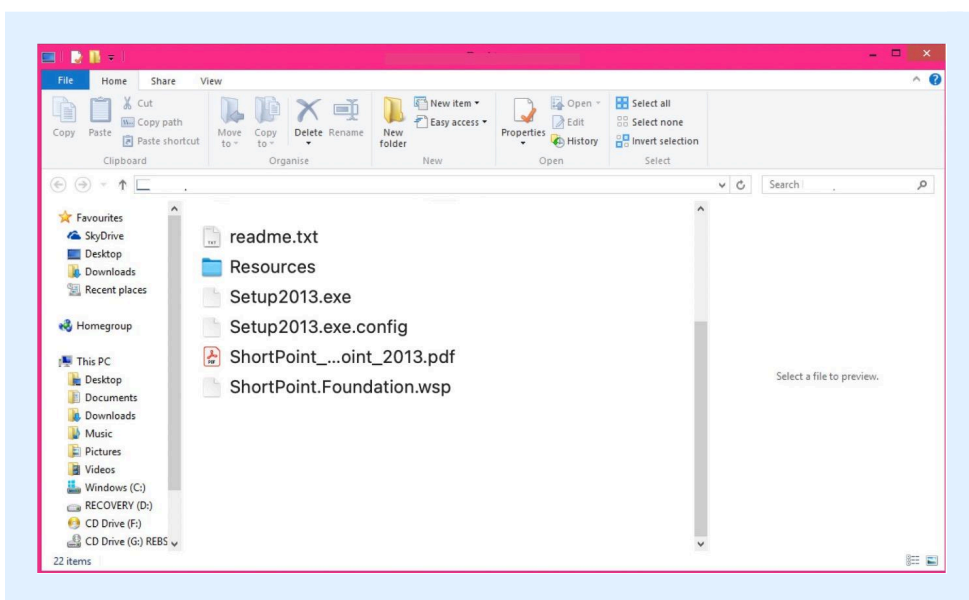 File Home Share View
Copy
Paste
Cut
Copy path
Paste shortcut
Clipboard
Move to
Copy to
Delete
Rename
Organise
New folder
New item
Easy access
New
Properties
Open
Edit
History
Open
Select all
Select none
Invert selection
Select
Search
Favourites
SkyDrive
Desktop
Downloads
Recent places
Homegroup
This PC
Desktop
Documents
Downloads
Music
Pictures
Videos
Windows (C:)
RECOVERY (D:)
CD Drive (F:)
CD Drive (G:) REBS
readme.txt
Resources
Setup2013.exe
Setup2013.exe.config
ShortPoint_...oint_2013.pdf
ShortPoint.Foundation.wsp
Select a file to preview.
22 items